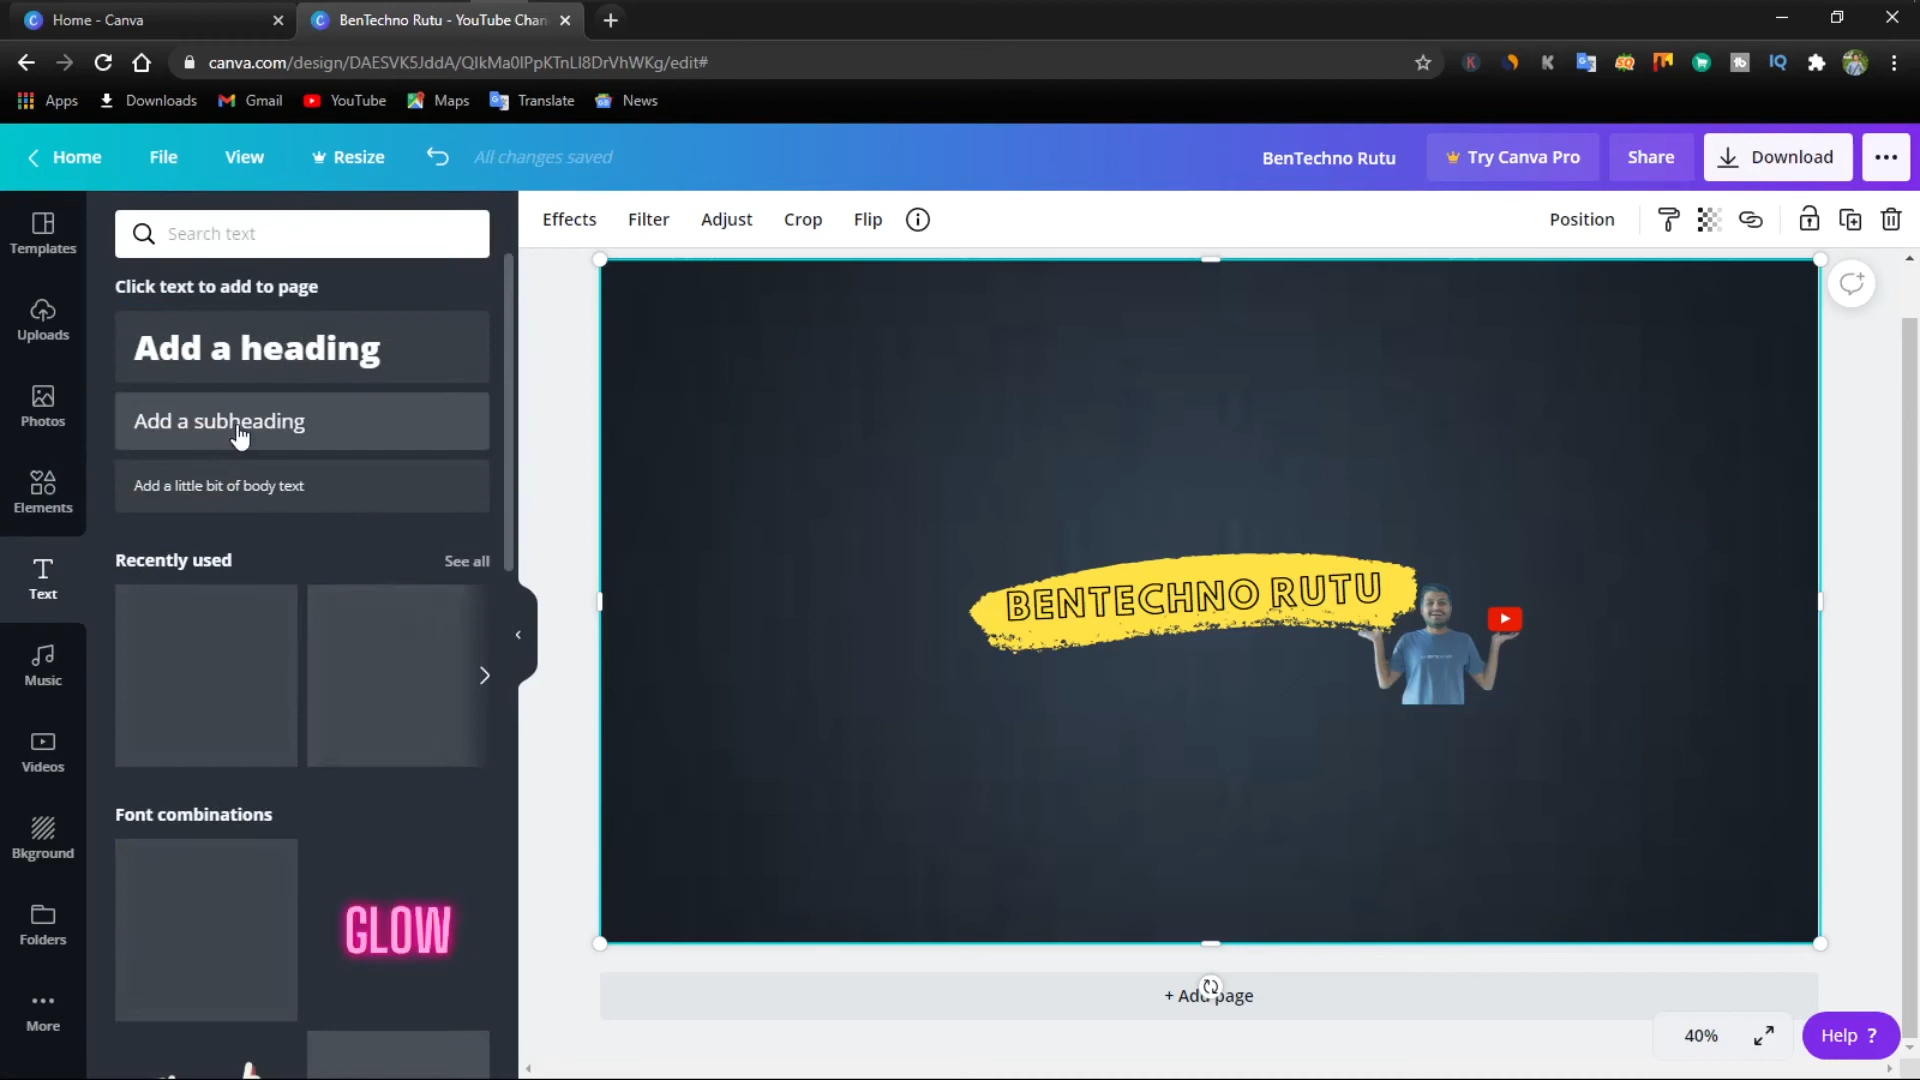 Home - Canva
BenTechno Rutu - YouTube Chan
canva.com/design/DAESVK5JddA/QIkMa0IPpKTnLI8DrVhWKg/edit#
Apps
Downloads
Gmail
YouTube
Maps
Translate
News
Home
File
View
Resize
All changes saved
BenTechno Rutu
Try Canva Pro
Share
Download
Templates
Uploads
Photos
Elements
Text
Music
Videos
Bkground
Folders
More
Search text
Click text to add to page
Add a heading
Add a subheading
Add a little bit of body text
Recently used
See all
Font combinations
GLOW
Effects
Filter
Adjust
Crop
Flip
Position
BENTECHNO RUTU
+ Add page
40%
Help ?